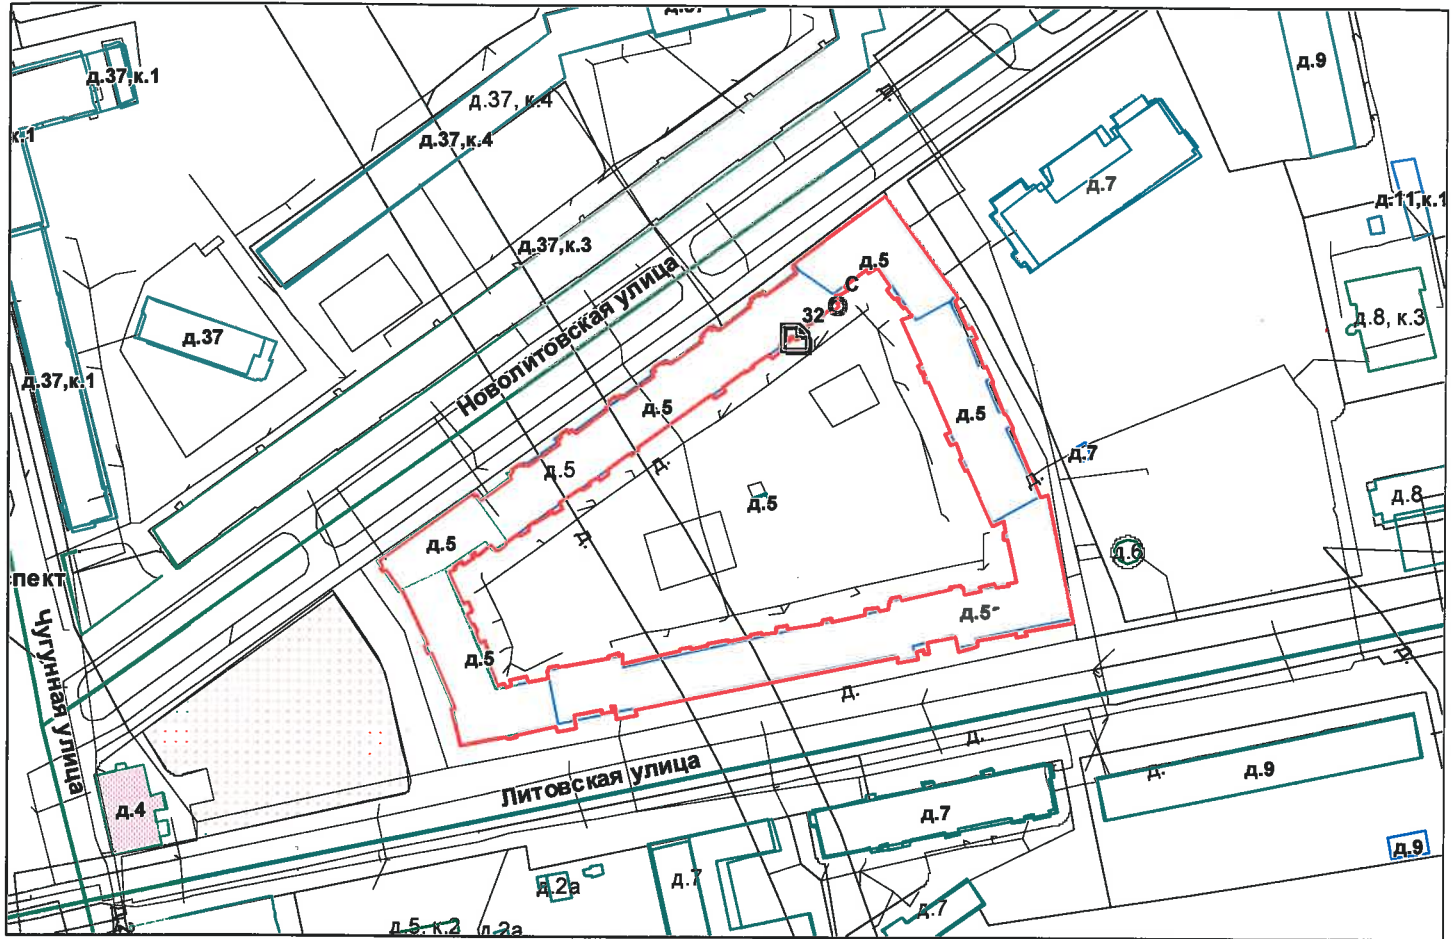 д.37,к.1
д.37, к.4
д.37,к.4
д.9
к.1
д.7
д.11,к.1
д.37,к.3
д.5
С
32
д.37
д.8, к.3
д.37,к.1
Новолитовская улица
д.5
д.5
д.5
д.7
д.
д.
д.5
д.8
д.
д.5
д.6
пект
д.5
д.5
Чугунная улица
д.
д.
д.
Литовская улица
д.
д.9
д.4
д.7
д.9
д.2а
д.7
д.7
д.5, к.2
д.2а